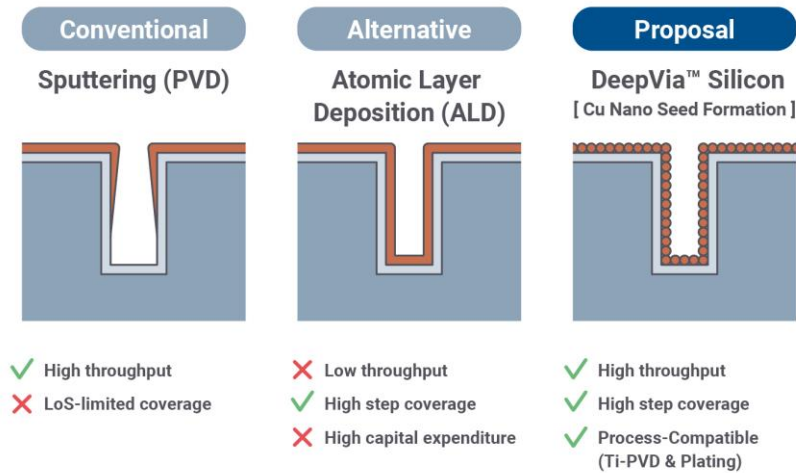 Conventional
Sputtering (PVD)
High throughput
LoS-limited coverage
Alternative
Atomic Layer
Deposition (ALD)
Low throughput
High step coverage
High capital expenditure
Proposal
DeepVia™ Silicon
[ Cu Nano Seed Formation ]
High throughput
High step coverage
Process-Compatible
(Ti-PVD & Plating)